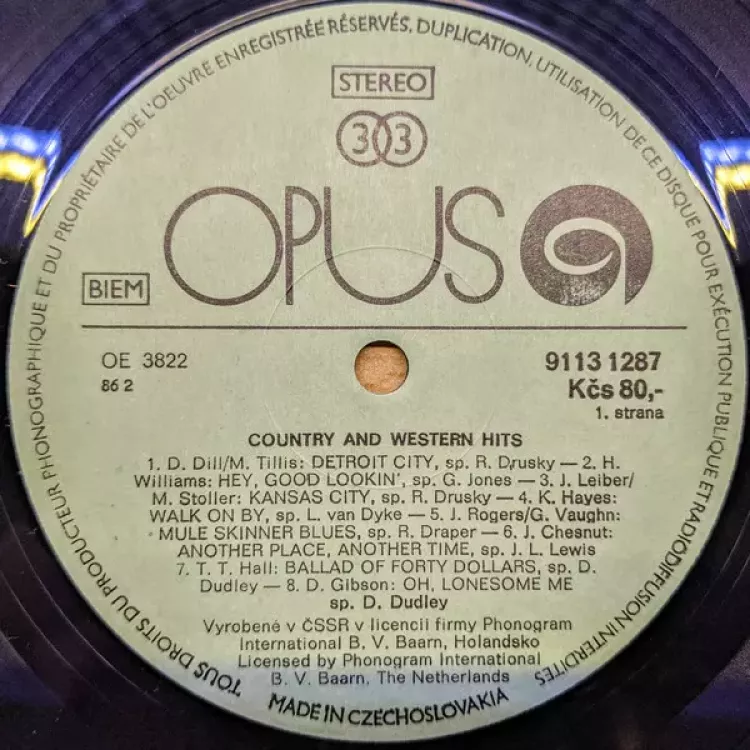 TOUS DROITS DU PRODUCTEUR PHONOGRAPHIQUE ET DU PROPRIÉTAIRE DE L'OEUVRE ENREGISTRÉE RÉSERVÉS, DUPLICATION, UTILISATION DE CE DISQUE POUR EXÉCUTION PUBLIQUE ET RADIODIFFUSION INTERDITES
STEREO
33
OPUS
BIEM
OE 3822
9113 1287
86 2
Kčs 80,-
1. strana
COUNTRY AND WESTERN HITS
1. D. Dill/M. Tillis: DETROIT CITY, sp. R. Drusky — 2. H.
Williams: HEY, GOOD LOOKIN', sp. G. Jones — 3. J. Leiber/
M. Stoller: KANSAS CITY, sp. R. Drusky — 4. K. Hayes:
WALK ON BY, sp. L. van Dyke — 5. J. Rogers/G. Vaughn:
MULE SKINNER BLUES, sp. R. Draper — 6. J. Chesnut:
ANOTHER PLACE, ANOTHER TIME, sp. J. L. Lewis
7. T. T. Hall: BALLAD OF FORTY DOLLARS, sp. D.
Dudley — 8. D. Gibson: OH, LONESOME ME
sp. D. Dudley
Vyrobené v ČSSR v licencii firmy Phonogram
International B. V. Baarn, Holandsko
Licensed by Phonogram International
B. V. Baarn, The Netherlands
MADE IN CZECHOSLOVAKIA